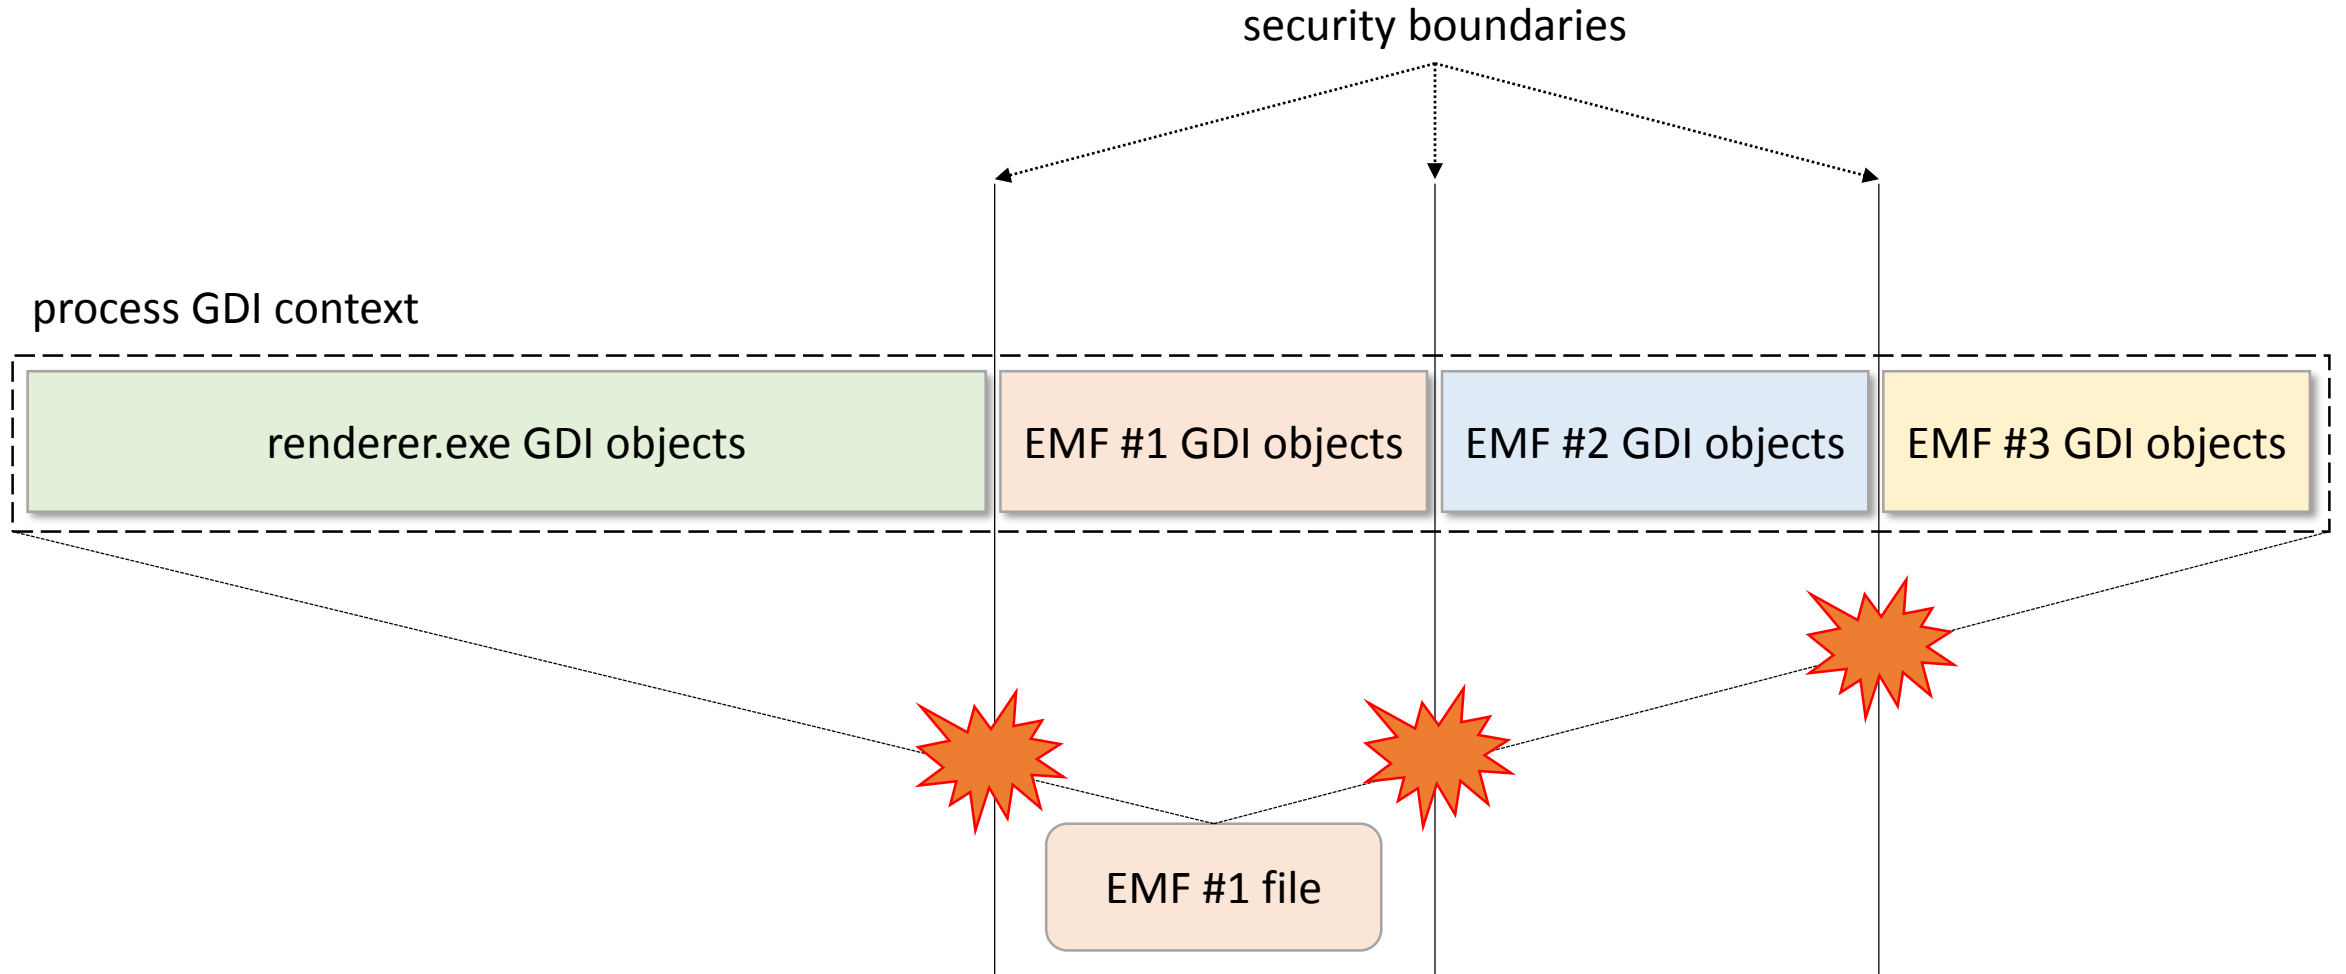 security boundaries
process GDI context
renderer.exe GDI objects
EMF #1 GDI objects
EMF #2 GDI objects
EMF #3 GDI objects
EMF #1 file